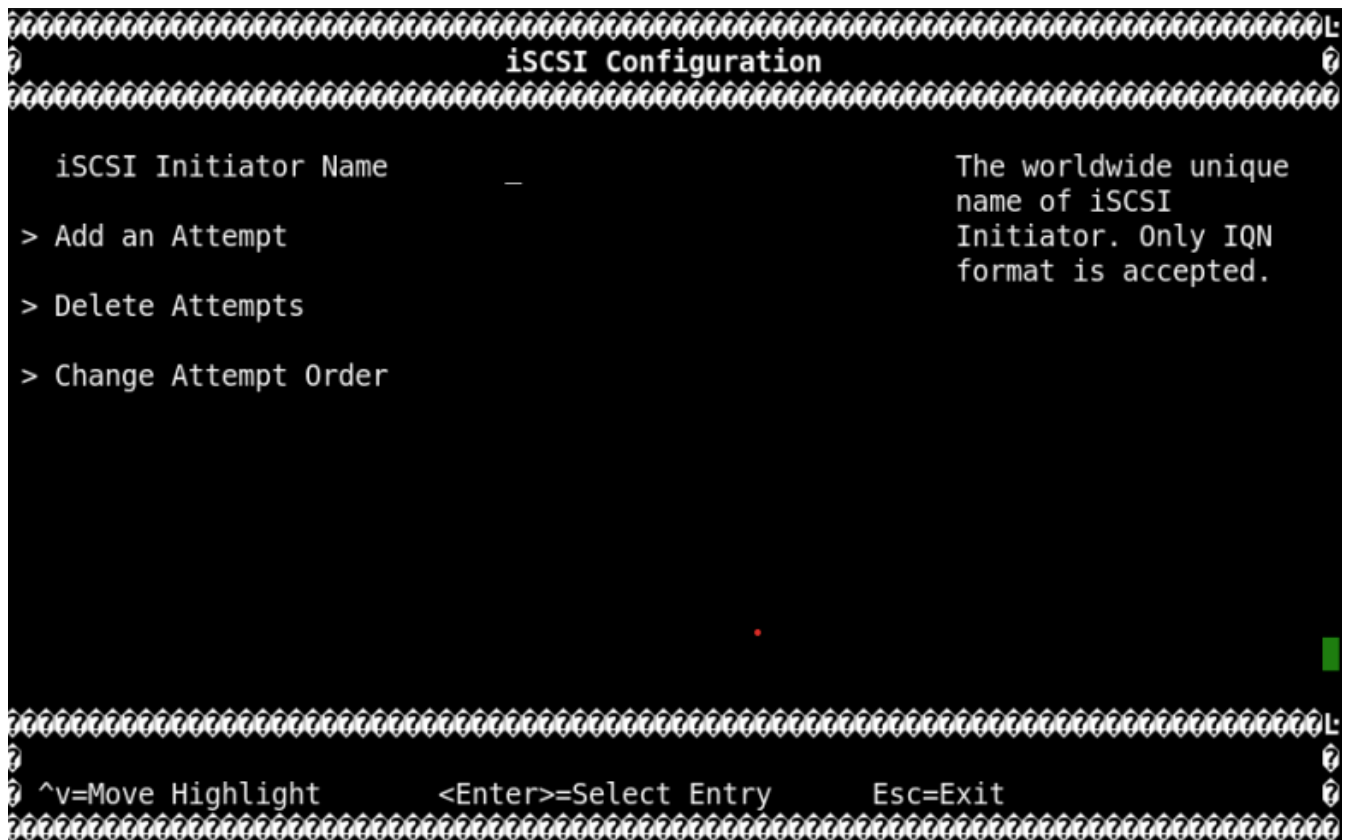 iSCSI Configuration
iSCSI Initiator Name _
The worldwide unique
name of iSCSI
Initiator. Only IQN
format is accepted.
> Add an Attempt
> Delete Attempts
> Change Attempt Order
^v=Move Highlight <Enter>=Select Entry Esc=Exit